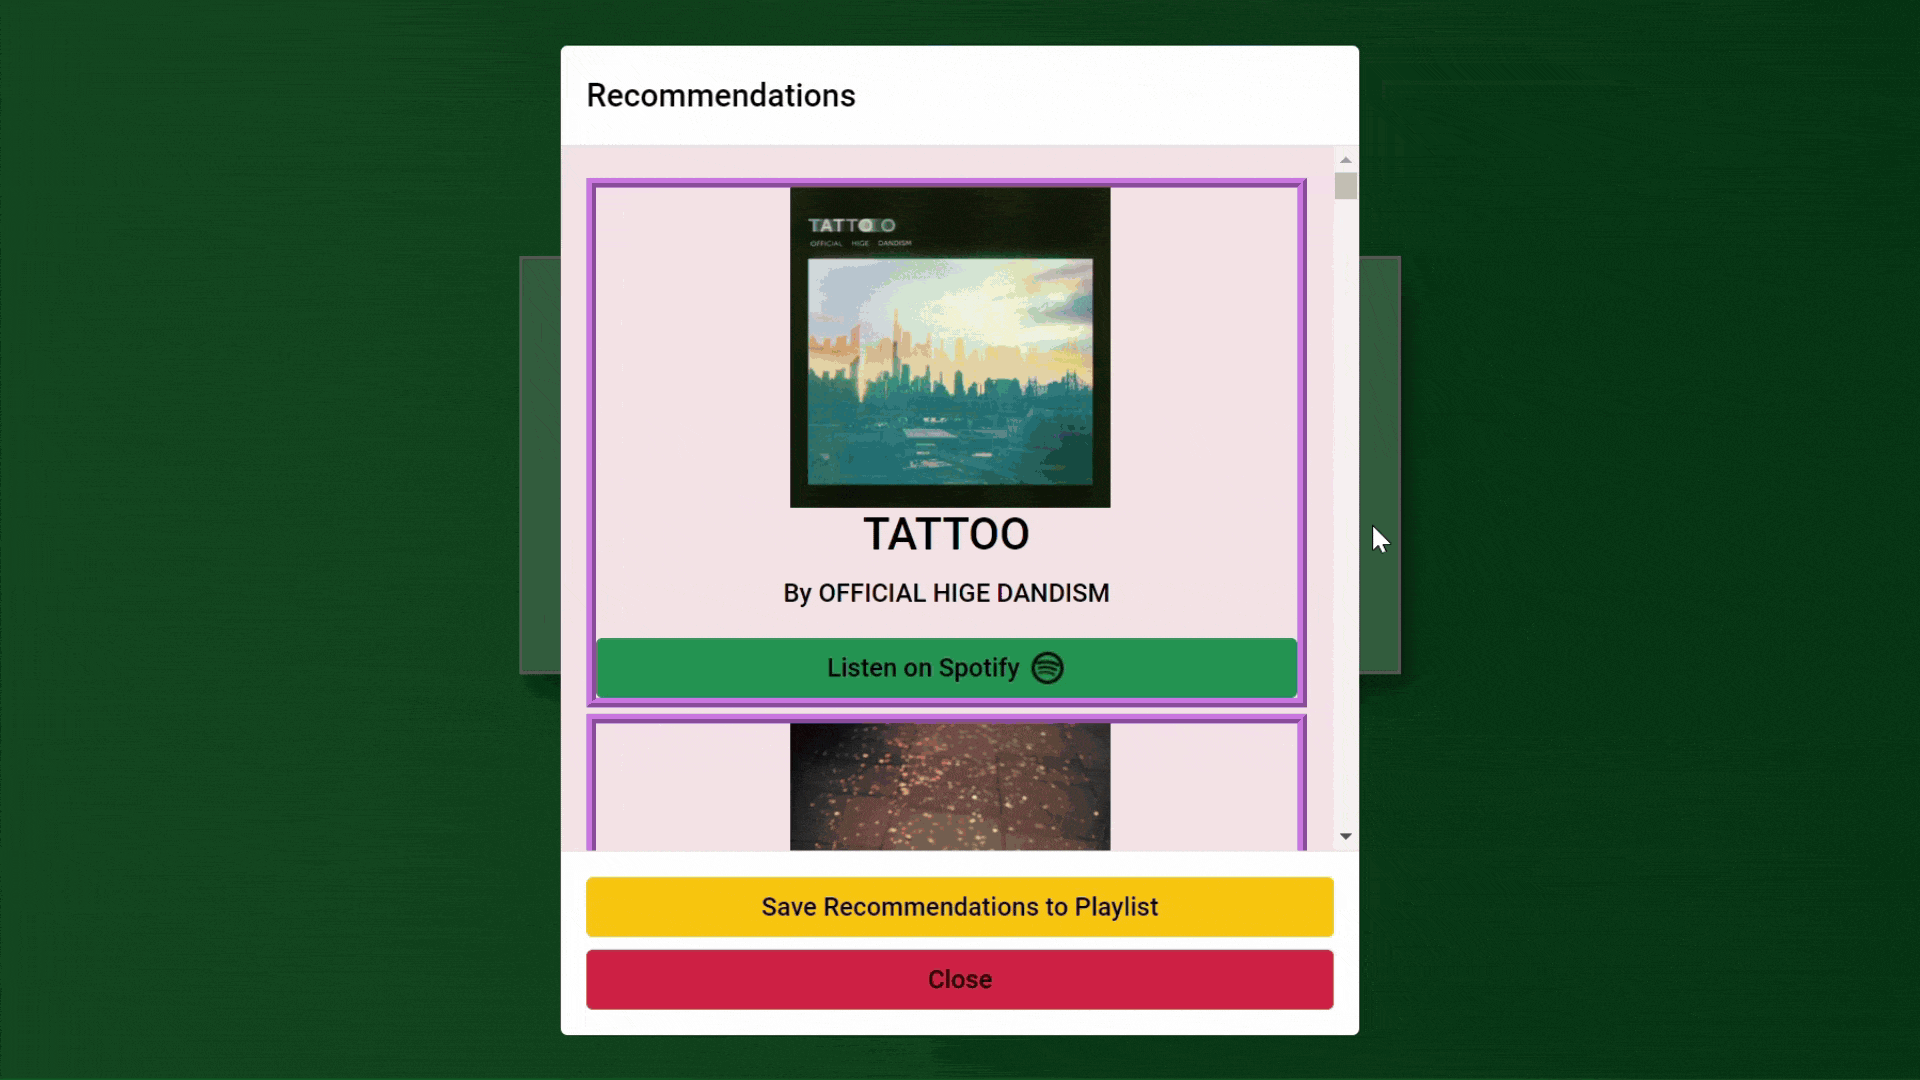 Recommendations
TATTOO
OFFICIAL HIGE DANDISM
TATTOO
By OFFICIAL HIGE DANDISM
Listen on Spotify
Save Recommendations to Playlist
Close